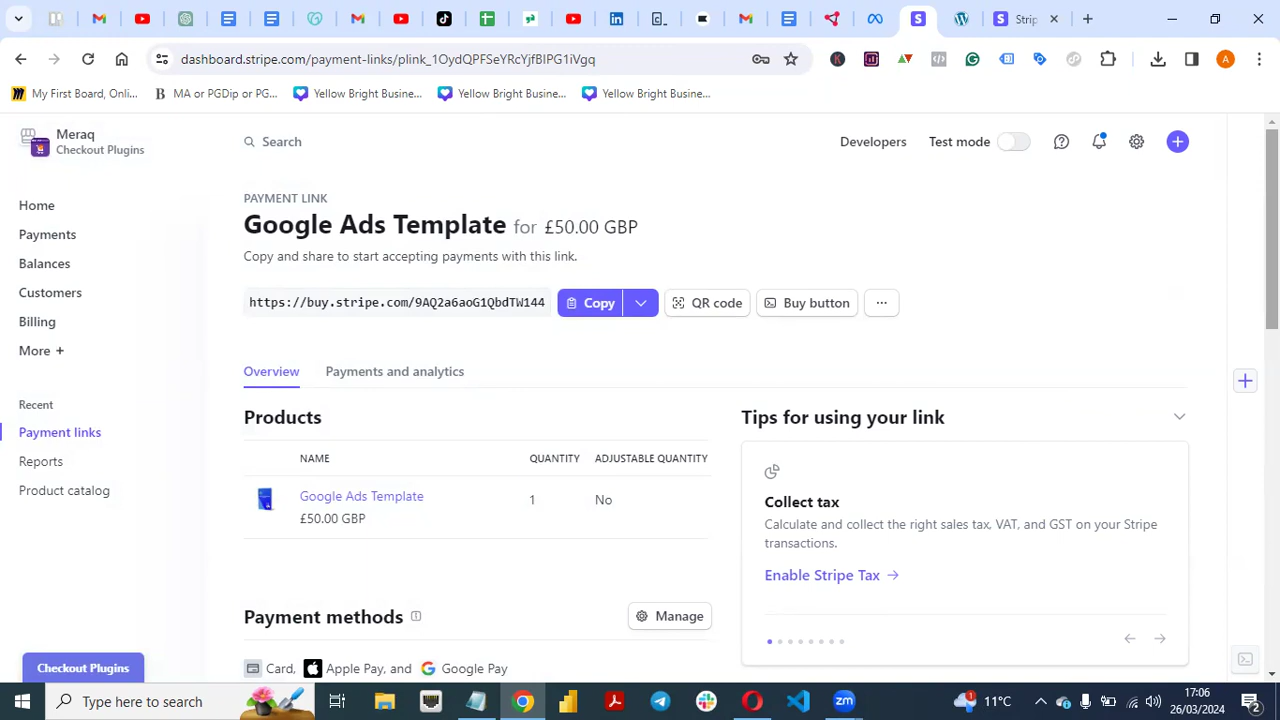 Strip
dashboard.stripe.com/payment-links/plink_1OydQPFSeYRcYjfBIPG1iVgq
A
My First Board, Onli...
B MA or PGDip or PG...
Yellow Bright Busine...
Yellow Bright Busine...
Yellow Bright Busine...
Meraq
Checkout Plugins
Search
Developers
Test mode
Home
Payments
Balances
Customers
Billing
More +
Recent
Payment links
Reports
Product catalog
Checkout Plugins
PAYMENT LINK
Google Ads Template for £50.00 GBP
Copy and share to start accepting payments with this link.
https://buy.stripe.com/9AQ2a6aoG1QbdTW144
Copy
QR code
Buy button
Overview
Payments and analytics
Products
NAME QUANTITY ADJUSTABLE QUANTITY
Google Ads Template 1 No
£50.00 GBP
Payment methods
Manage
Card, Apple Pay, and Google Pay
Tips for using your link
Collect tax
Calculate and collect the right sales tax, VAT, and GST on your Stripe
transactions.
Enable Stripe Tax
Type here to search
1
11°C
17:06
26/03/2024
2